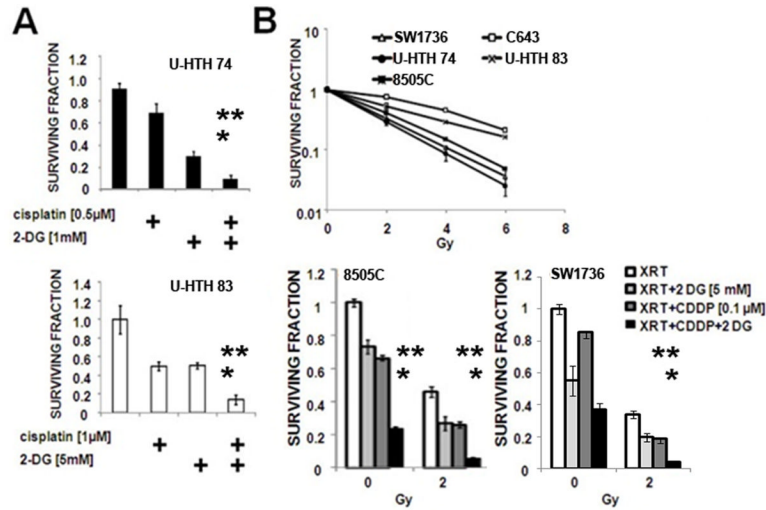 A
U-HTH 74
SURVIVING FRACTION
1.2
1.0
0.8
0.6
0.4
0.2
0
**
*
cisplatin [0.5µM] + +
2-DG [1mM] + +
U-HTH 83
SURVIVING FRACTION
1.4
1.2
1.0
0.8
0.6
0.4
0.2
0
**
*
cisplatin [1µM] + +
2-DG [5mM] + +
B
SW1736 C643
U-HTH 74 U-HTH 83
8505C
SURVIVING FRACTION
10
1
0.1
0.01
0 2 4 6 8
Gy
8505C
SURVIVING FRACTION
1.2
1
0.8
0.6
0.4
0.2
0
** **
* *
0 2
Gy
SW1736
SURVIVING FRACTION
1.2
1.0
0.8
0.6
0.4
0.2
0
**
*
0 2
Gy
XRT
XRT+2 DG [5 mM]
XRT+CDDP [0.1 µM]
XRT+CDDP+2 DG